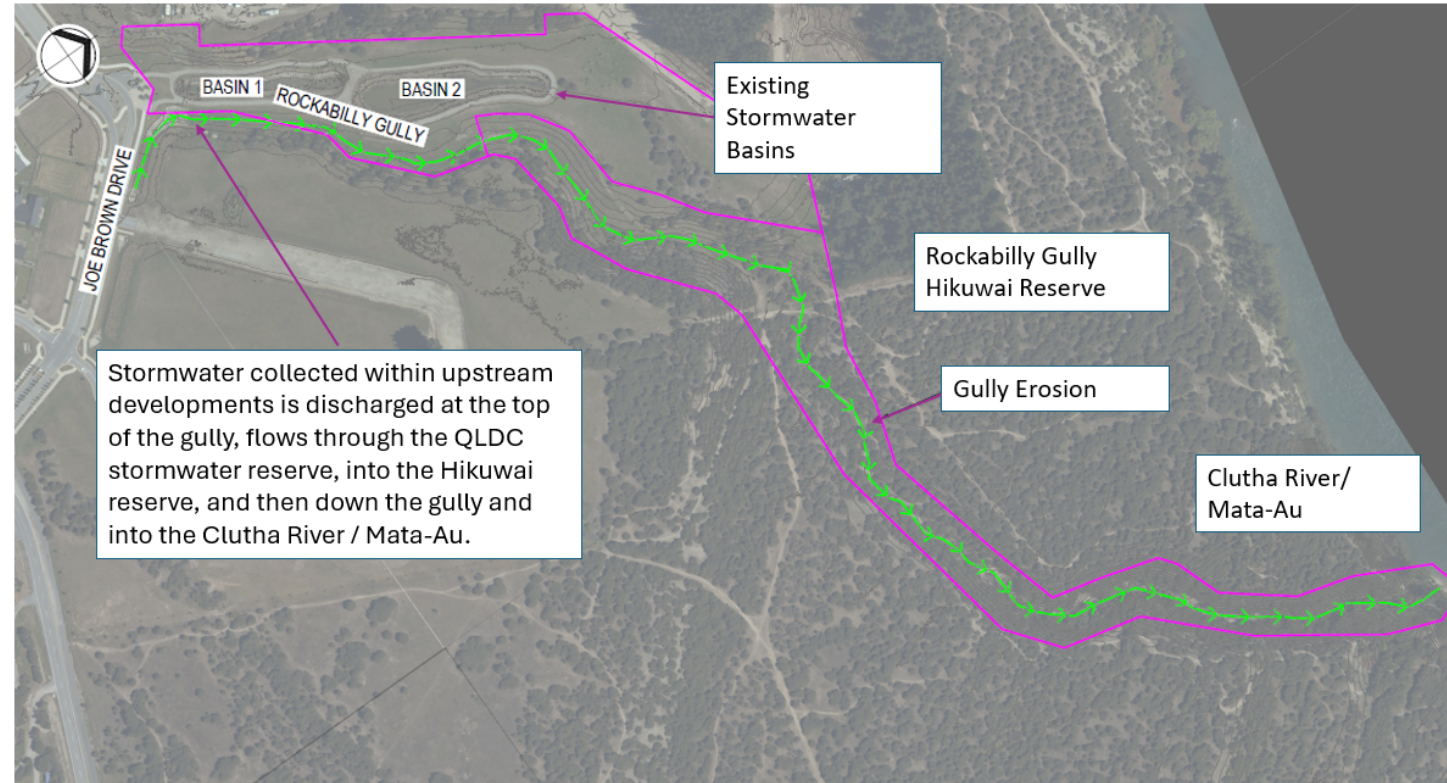 BASIN 1
BASIN 2
ROCKABILLY GULLY
JOE BROWN DRIVE
Existing
Stormwater
Basins
Rockabilly Gully
Hikuwai Reserve
Gully Erosion
Stormwater collected within upstream
developments is discharged at the top
of the gully, flows through the QLDC
stormwater reserve, into the Hikuwai
reserve, and then down the gully and
into the Clutha River / Mata-Au.
Clutha River/
Mata-Au